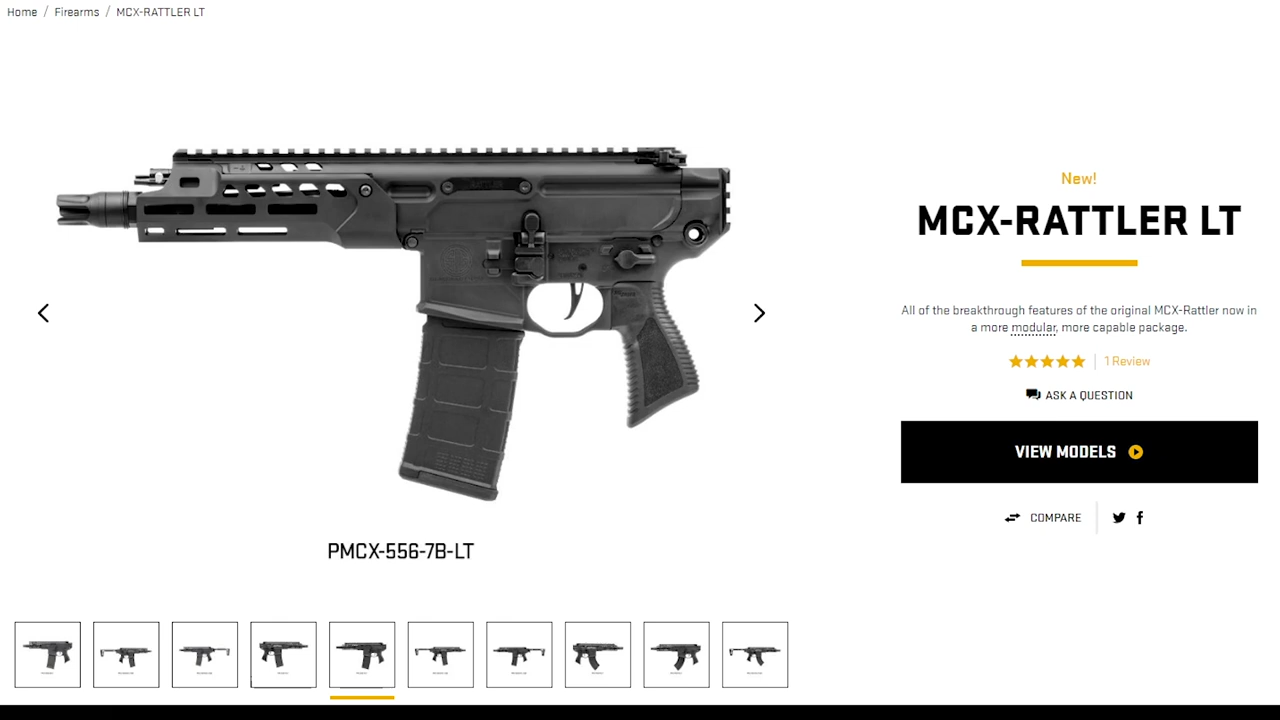 Home / Firearms / MCX-RATTLER LT
New!
MCX-RATTLER LT
All of the breakthrough features of the original MCX-Rattler now in
a more modular, more capable package.
1 Review
ASK A QUESTION
VIEW MODELS
COMPARE
PMCX-556-7B-LT